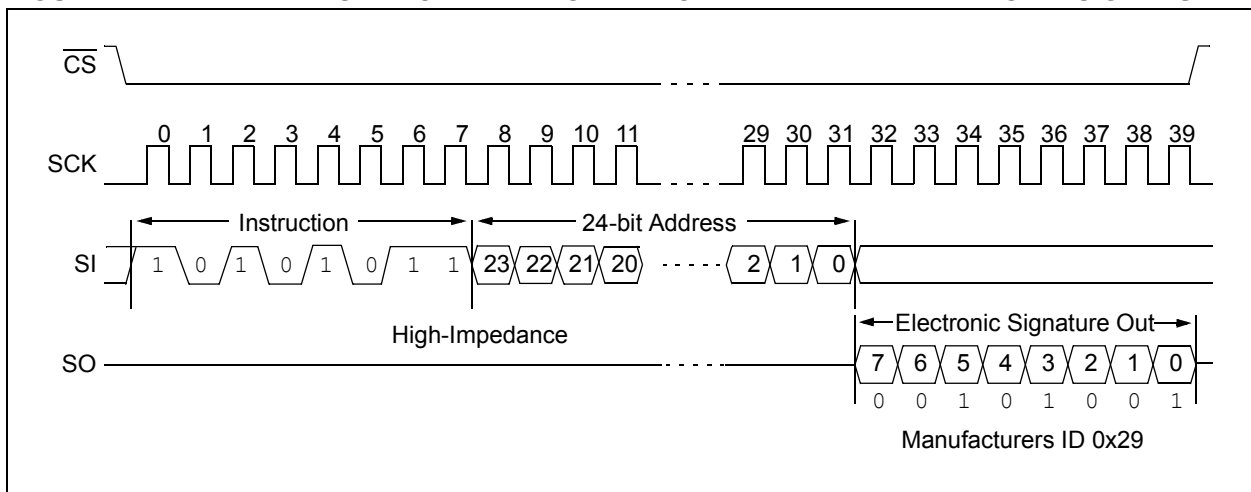 CS
0 1 2 3 4 5 6 7 8 9 10 11 29 30 31 32 33 34 35 36 37 38 39
SCK
Instruction 24-bit Address
SI 1 0 1 0 1 0 1 1 23 22 21 20 2 1 0
High-Impedance Electronic Signature Out
SO 7 6 5 4 3 2 1 0
0 0 1 0 1 0 0 1
Manufacturers ID 0x29